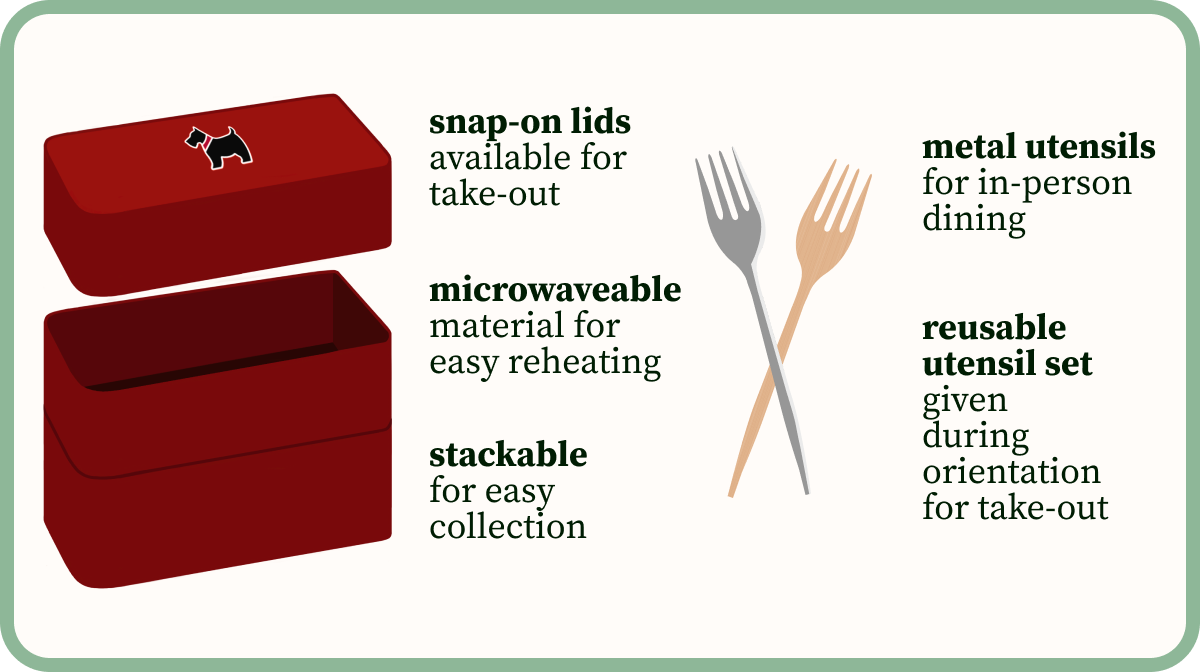 snap-on lids
available for
take-out
microwaveable
material for
easy reheating
stackable
for easy
collection
metal utensils
for in-person
dining
reusable
utensil set
given
during
orientation
for take-out